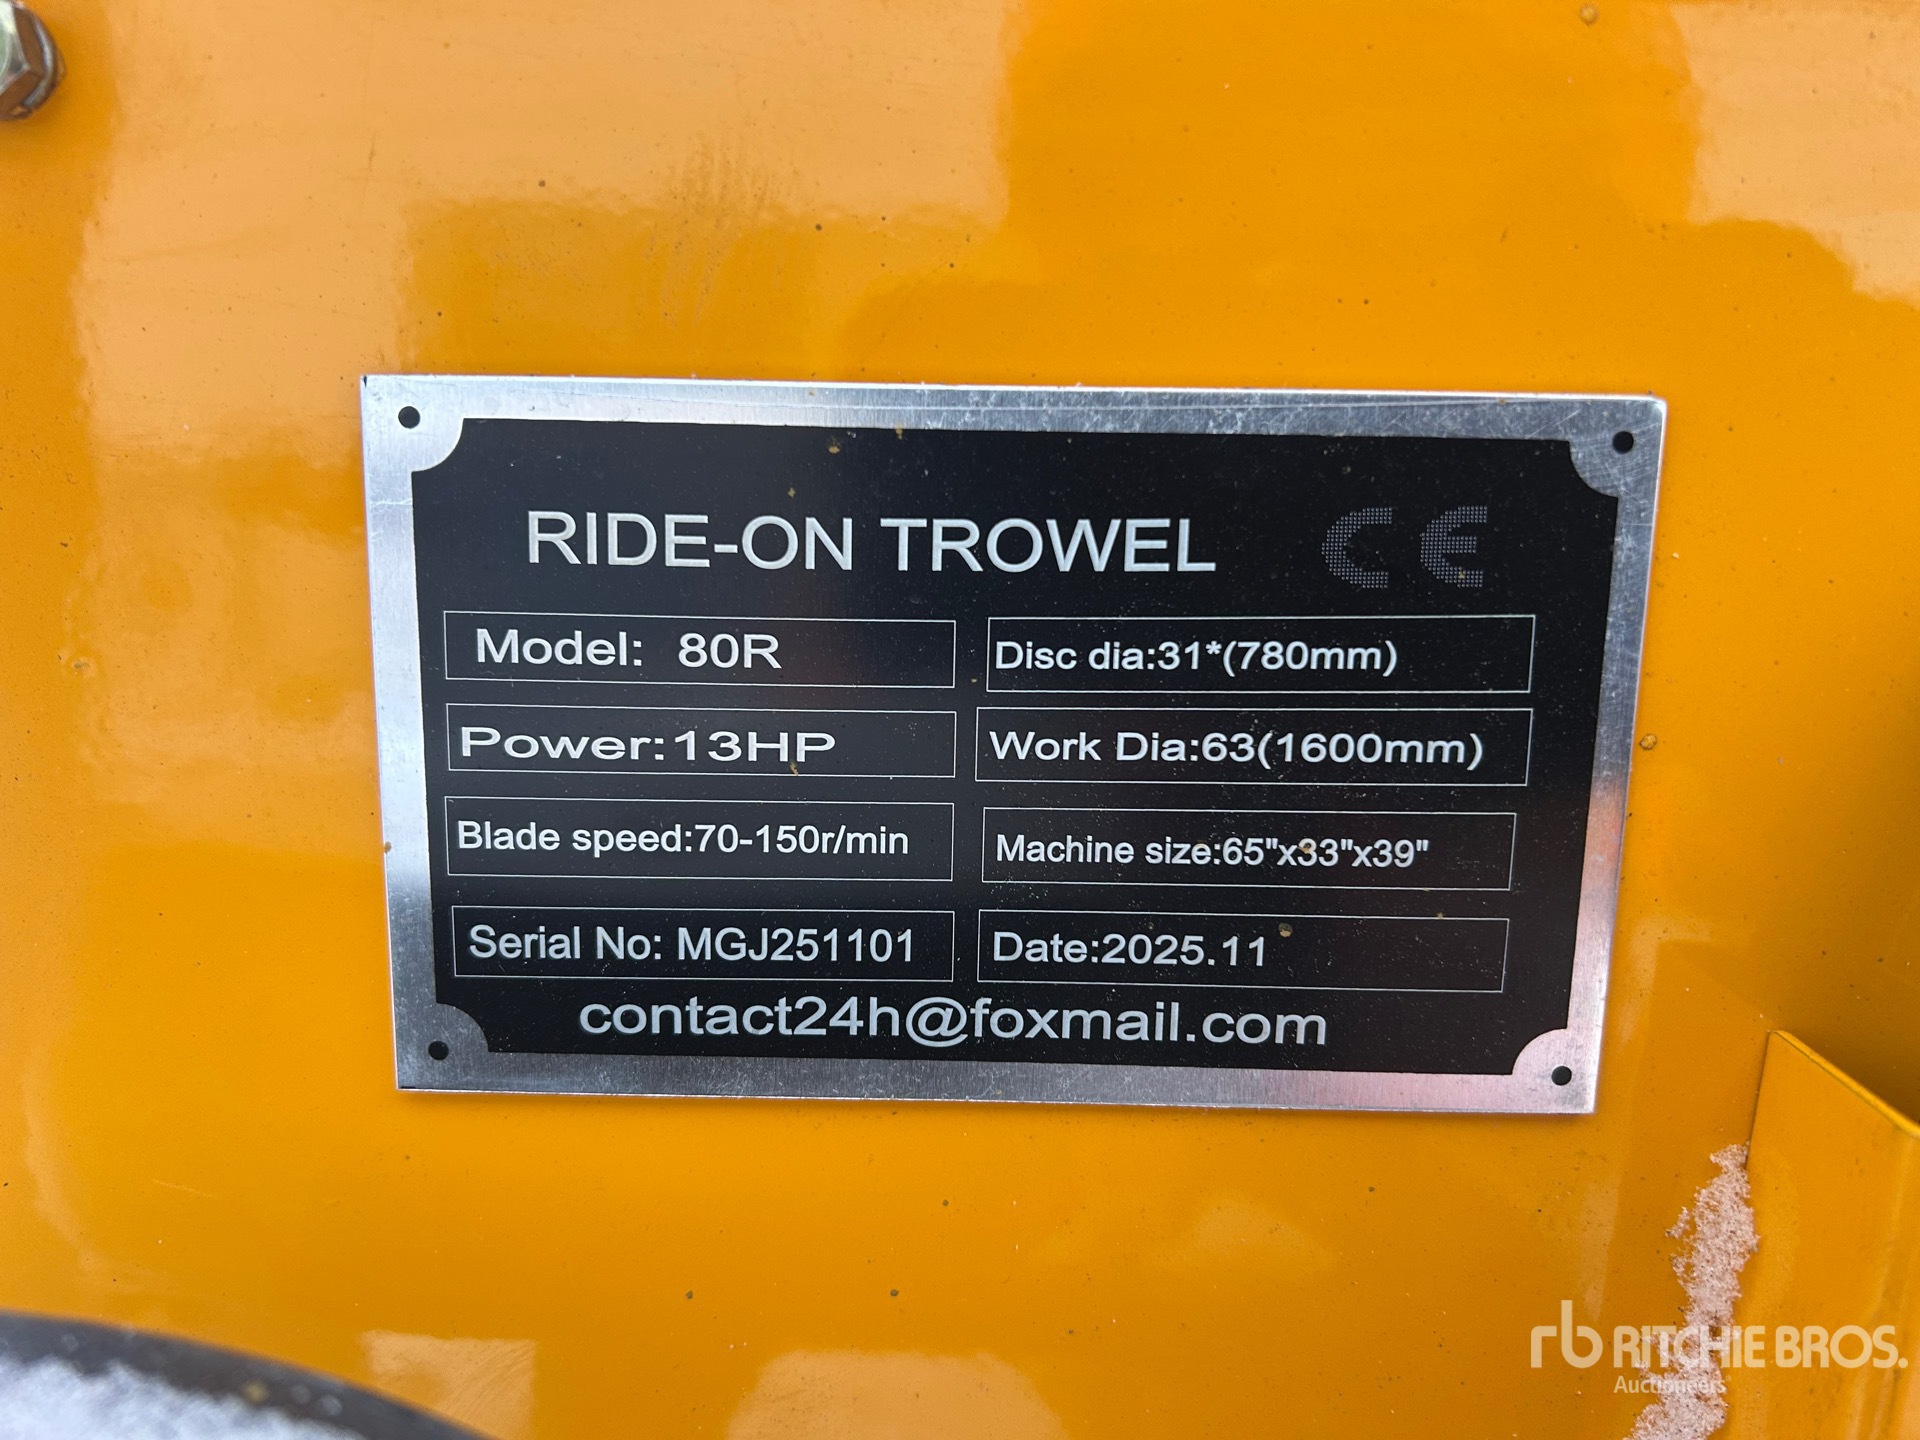 RIDE-ON TROWEL CE
Model: 80R
Disc dia:31*(780mm)
Power:13HP
Work Dia:63(1600mm)
Blade speed:70-150r/min
Machine size:65"x33"x39"
Serial No: MGJ251101
Date:2025.11
contact24h@foxmail.com
rb RITCHIE BROS.
Auctioneers